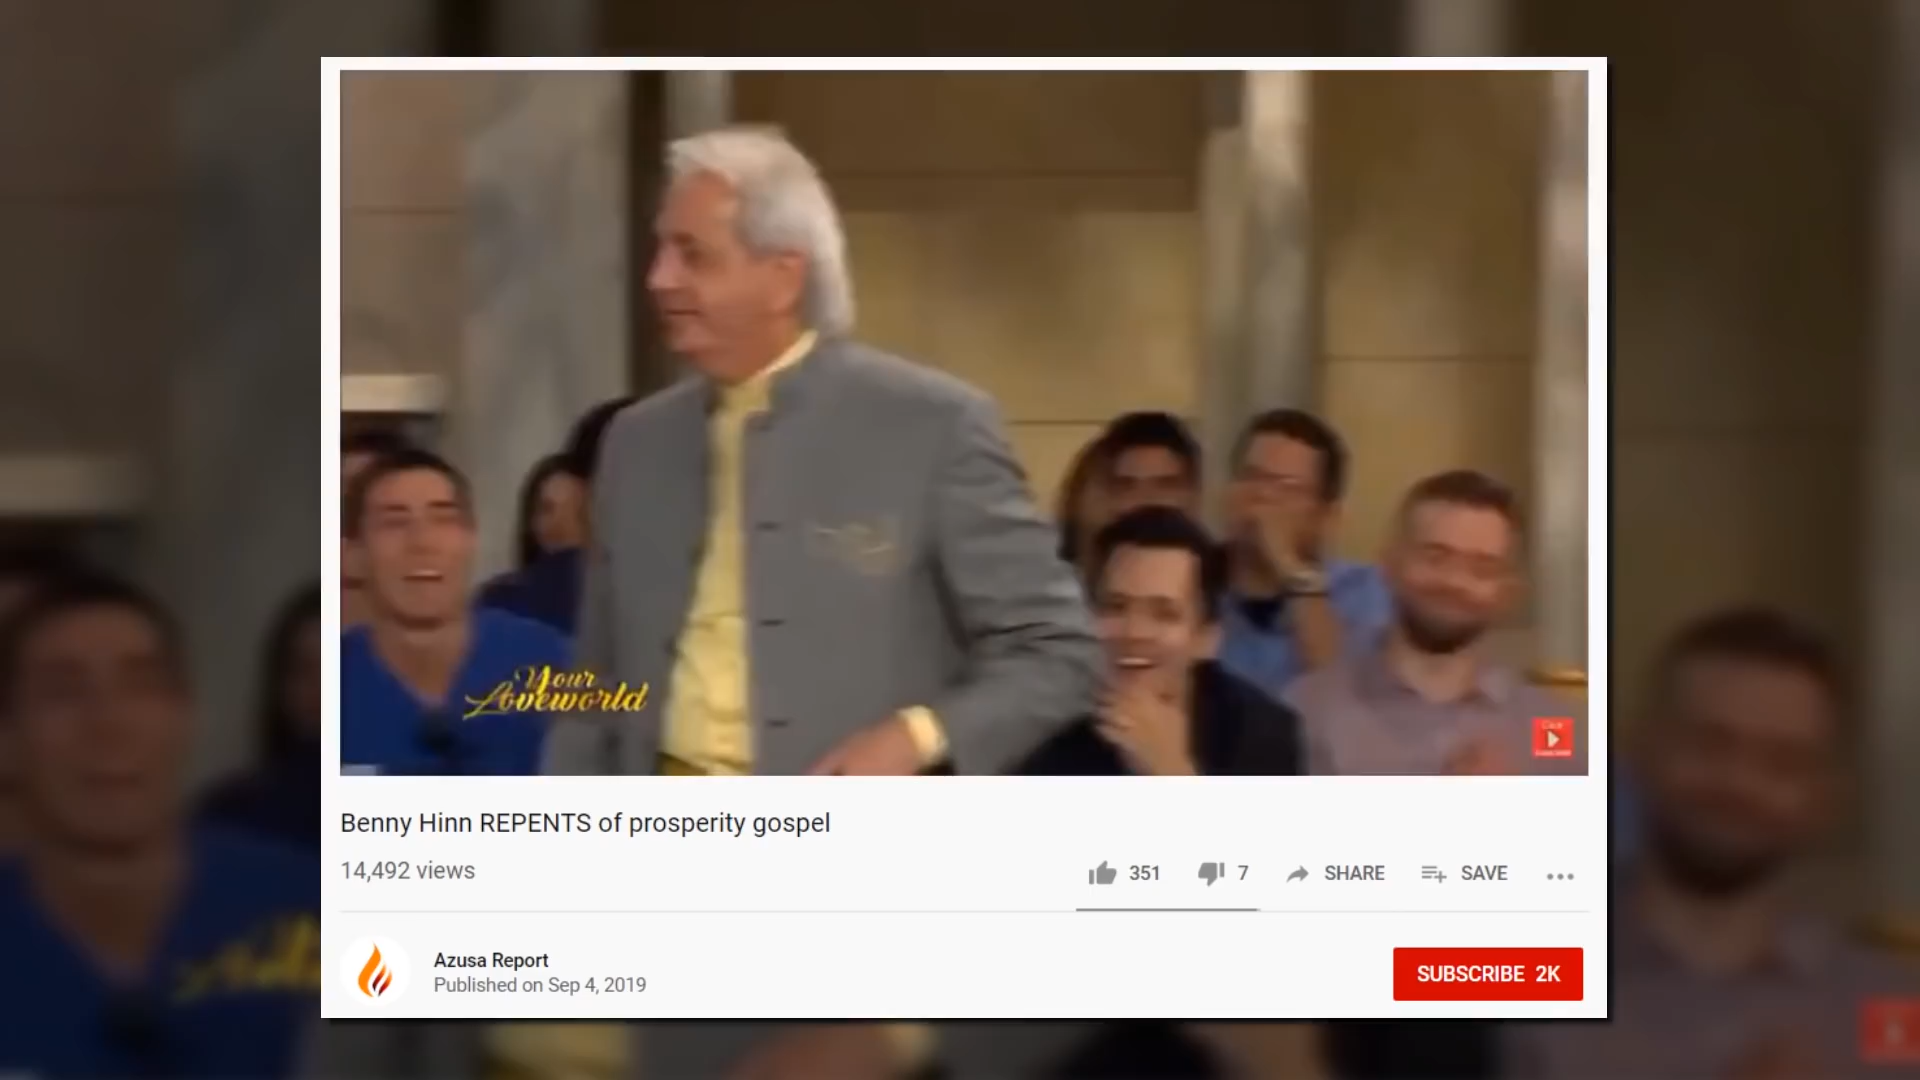 Your
Loveworld
Benny Hinn REPENTS of prosperity gospel
14,492 views
351
7
SHARE
SAVE
Azusa Report
Published on Sep 4, 2019
SUBSCRIBE 2K